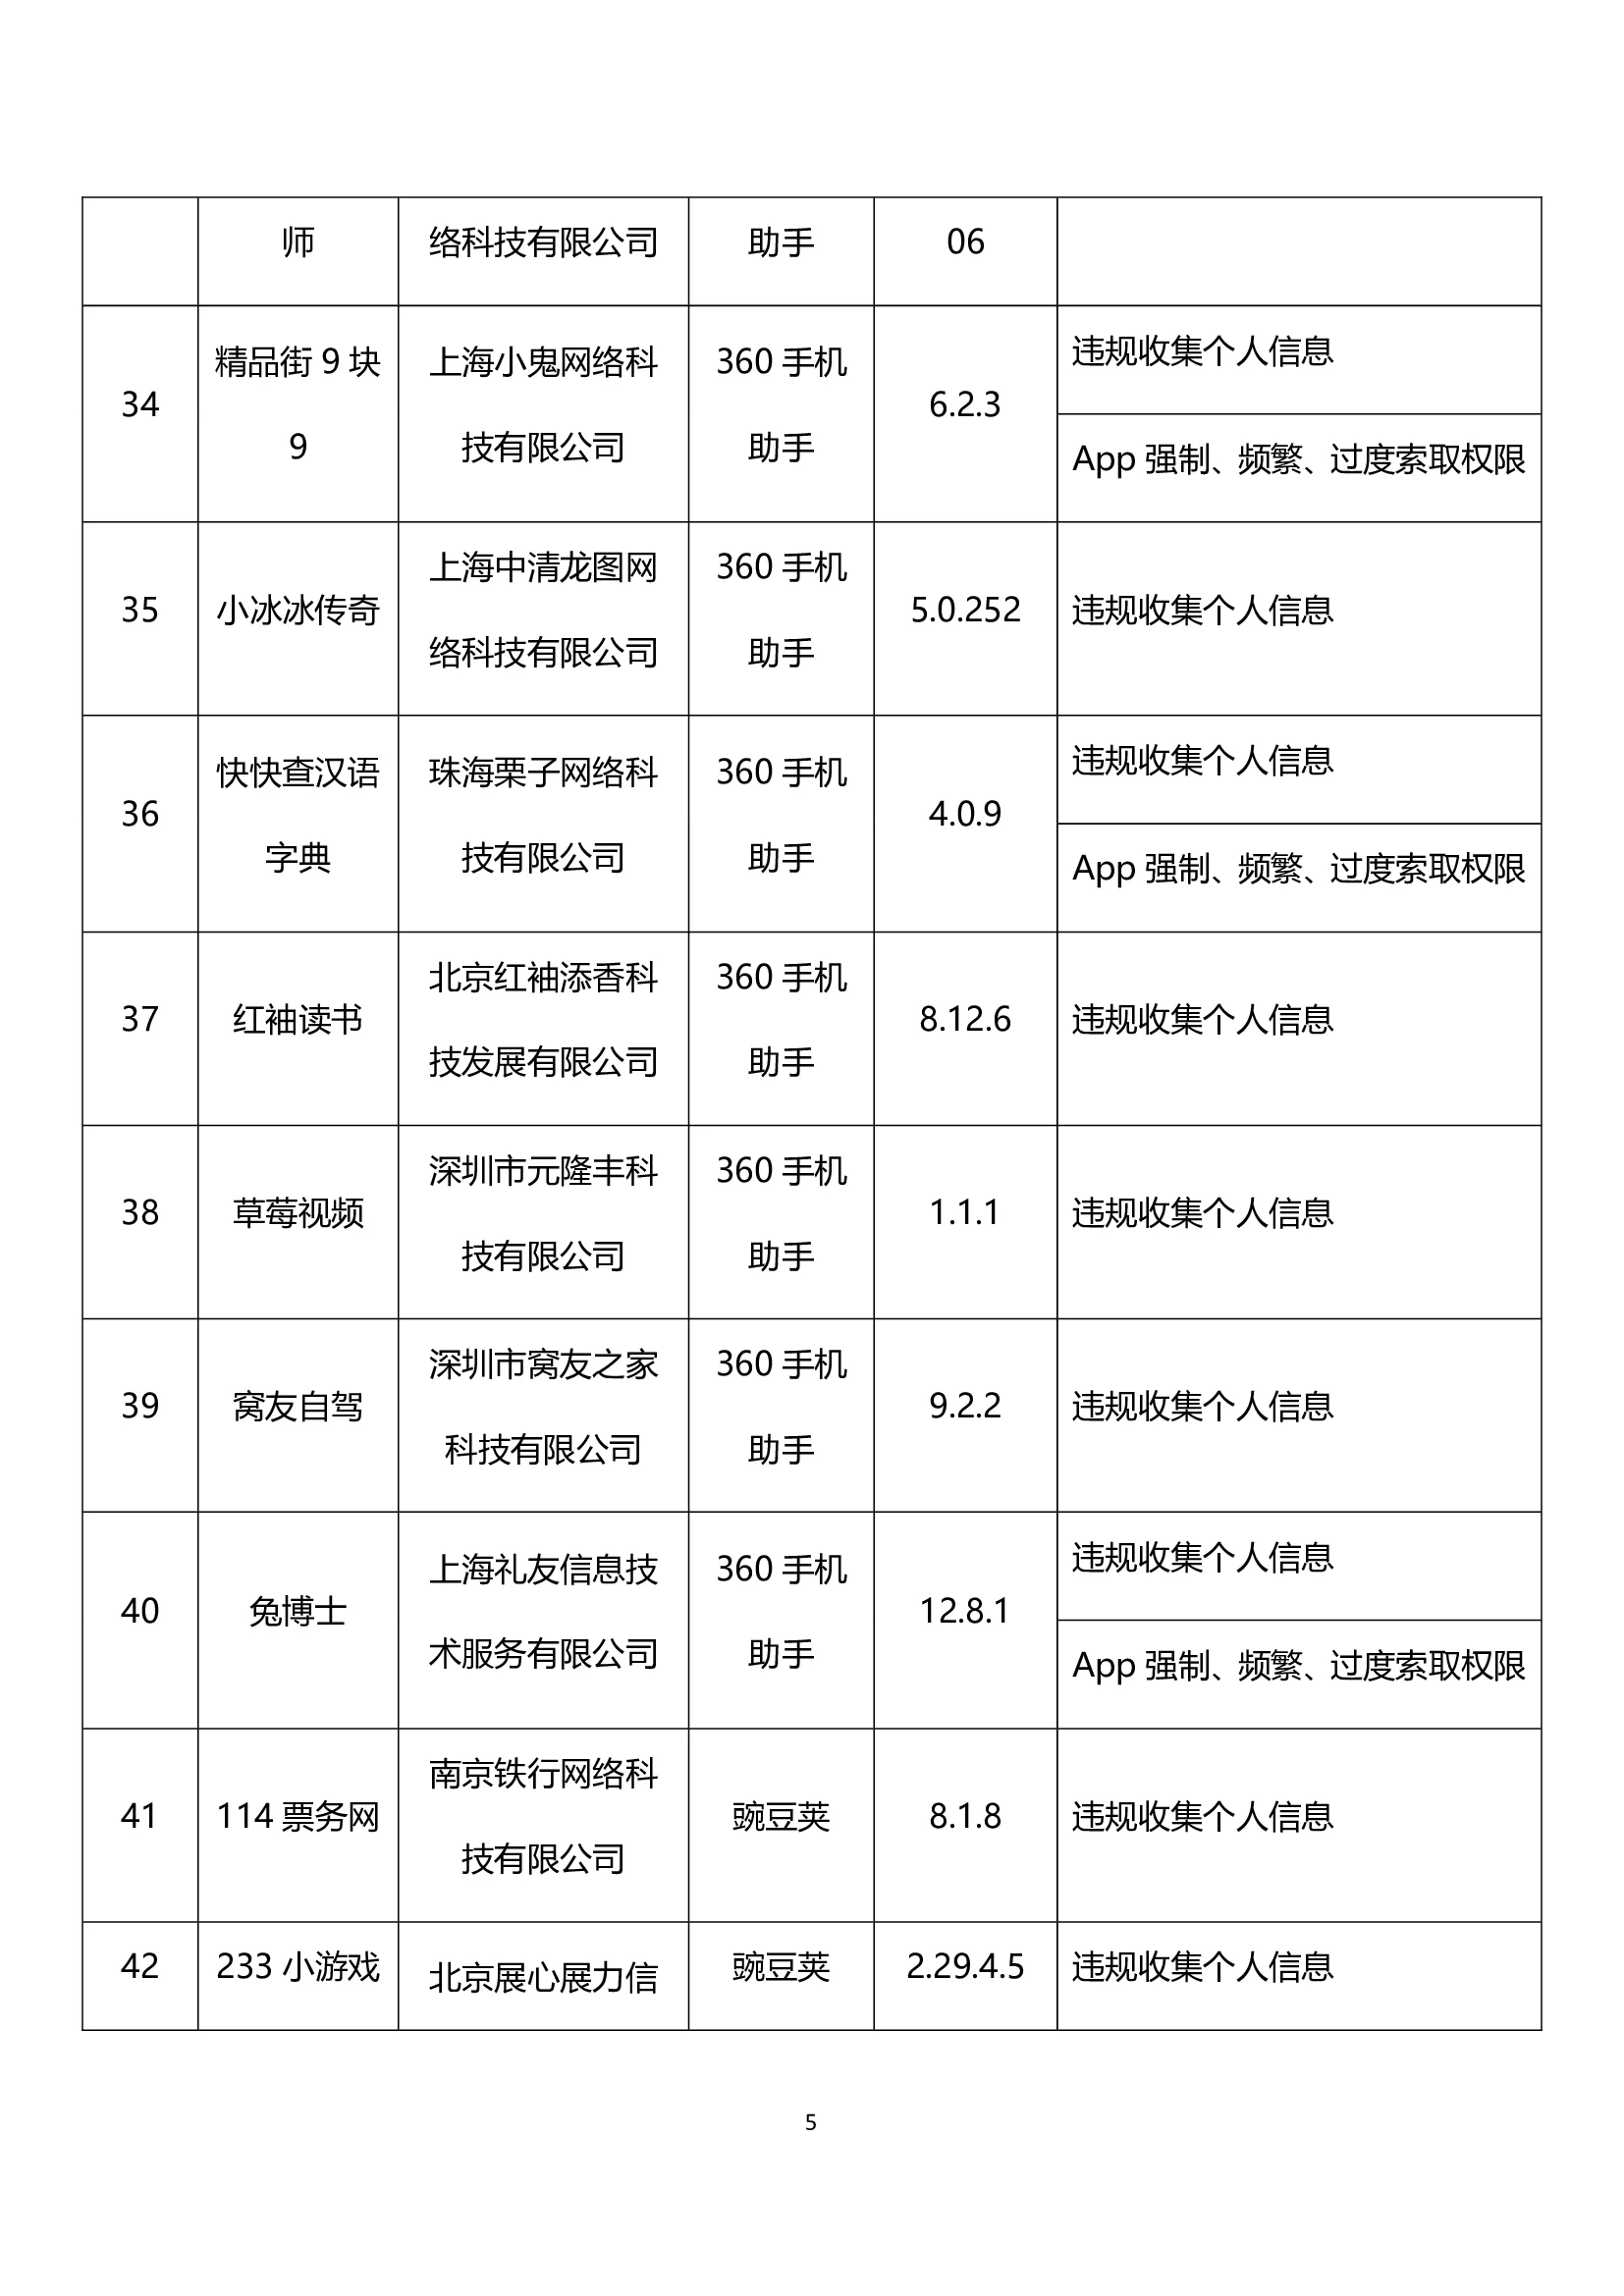 师
络科技有限公司
助手
06
34
精品街 9 块
9
上海小鬼网络科
技有限公司
360 手机
助手
6.2.3
违规收集个人信息
App 强制、频繁、过度索取权限
35
小冰冰传奇
上海中清龙图网
络科技有限公司
360 手机
助手
5.0.252
违规收集个人信息
36
快快查汉语
字典
珠海栗子网络科
技有限公司
360 手机
助手
4.0.9
违规收集个人信息
App 强制、频繁、过度索取权限
37
红袖读书
北京红袖添香科
技发展有限公司
360 手机
助手
8.12.6
违规收集个人信息
38
草莓视频
深圳市元隆丰科
技有限公司
360 手机
助手
1.1.1
违规收集个人信息
39
窝友自驾
深圳市窝友之家
科技有限公司
360 手机
助手
9.2.2
违规收集个人信息
40
兔博士
上海礼友信息技
术服务有限公司
360 手机
助手
12.8.1
违规收集个人信息
App 强制、频繁、过度索取权限
41
114 票务网
南京铁行网络科
技有限公司
豌豆荚
8.1.8
违规收集个人信息
42
233 小游戏
北京展心展力信
豌豆荚
2.29.4.5
违规收集个人信息
5